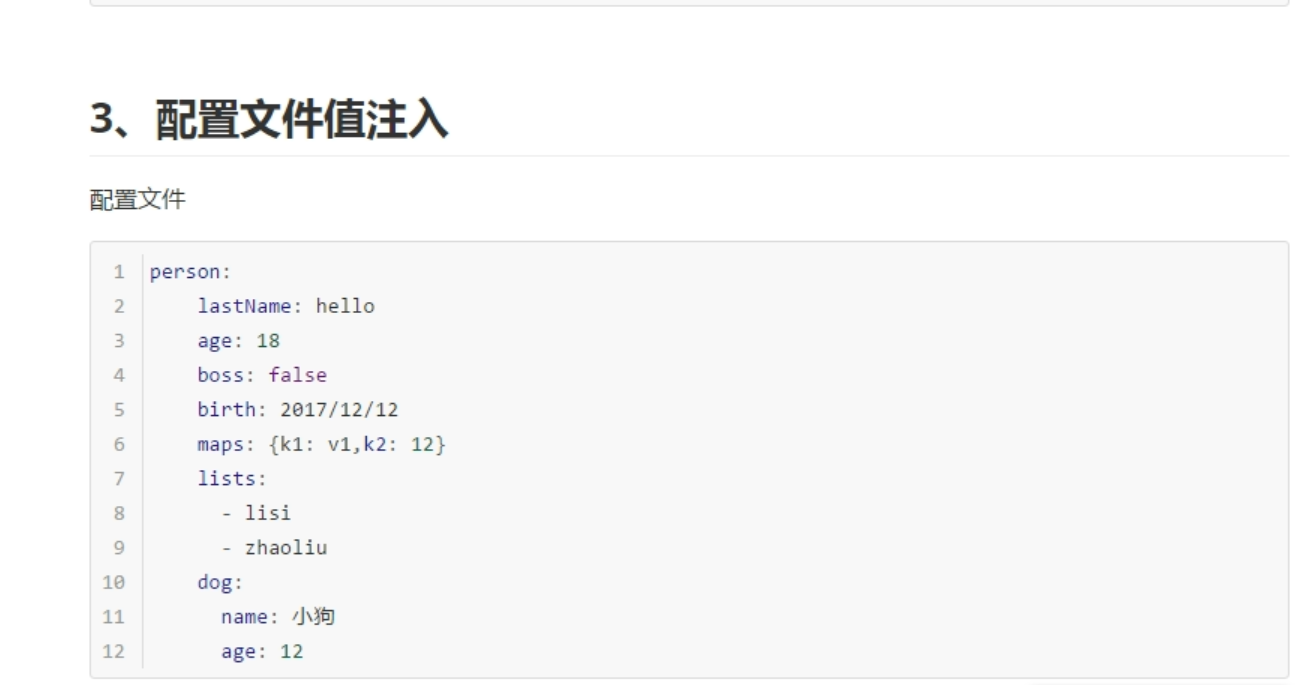 3、配置文件值注入
配置文件
1 person:
2     lastName: hello
3     age: 18
4     boss: false
5     birth: 2017/12/12
6     maps: {k1: v1,k2: 12}
7     lists:
8       - lisi
9       - zhaoliu
10     dog:
11       name: 小狗
12       age: 12